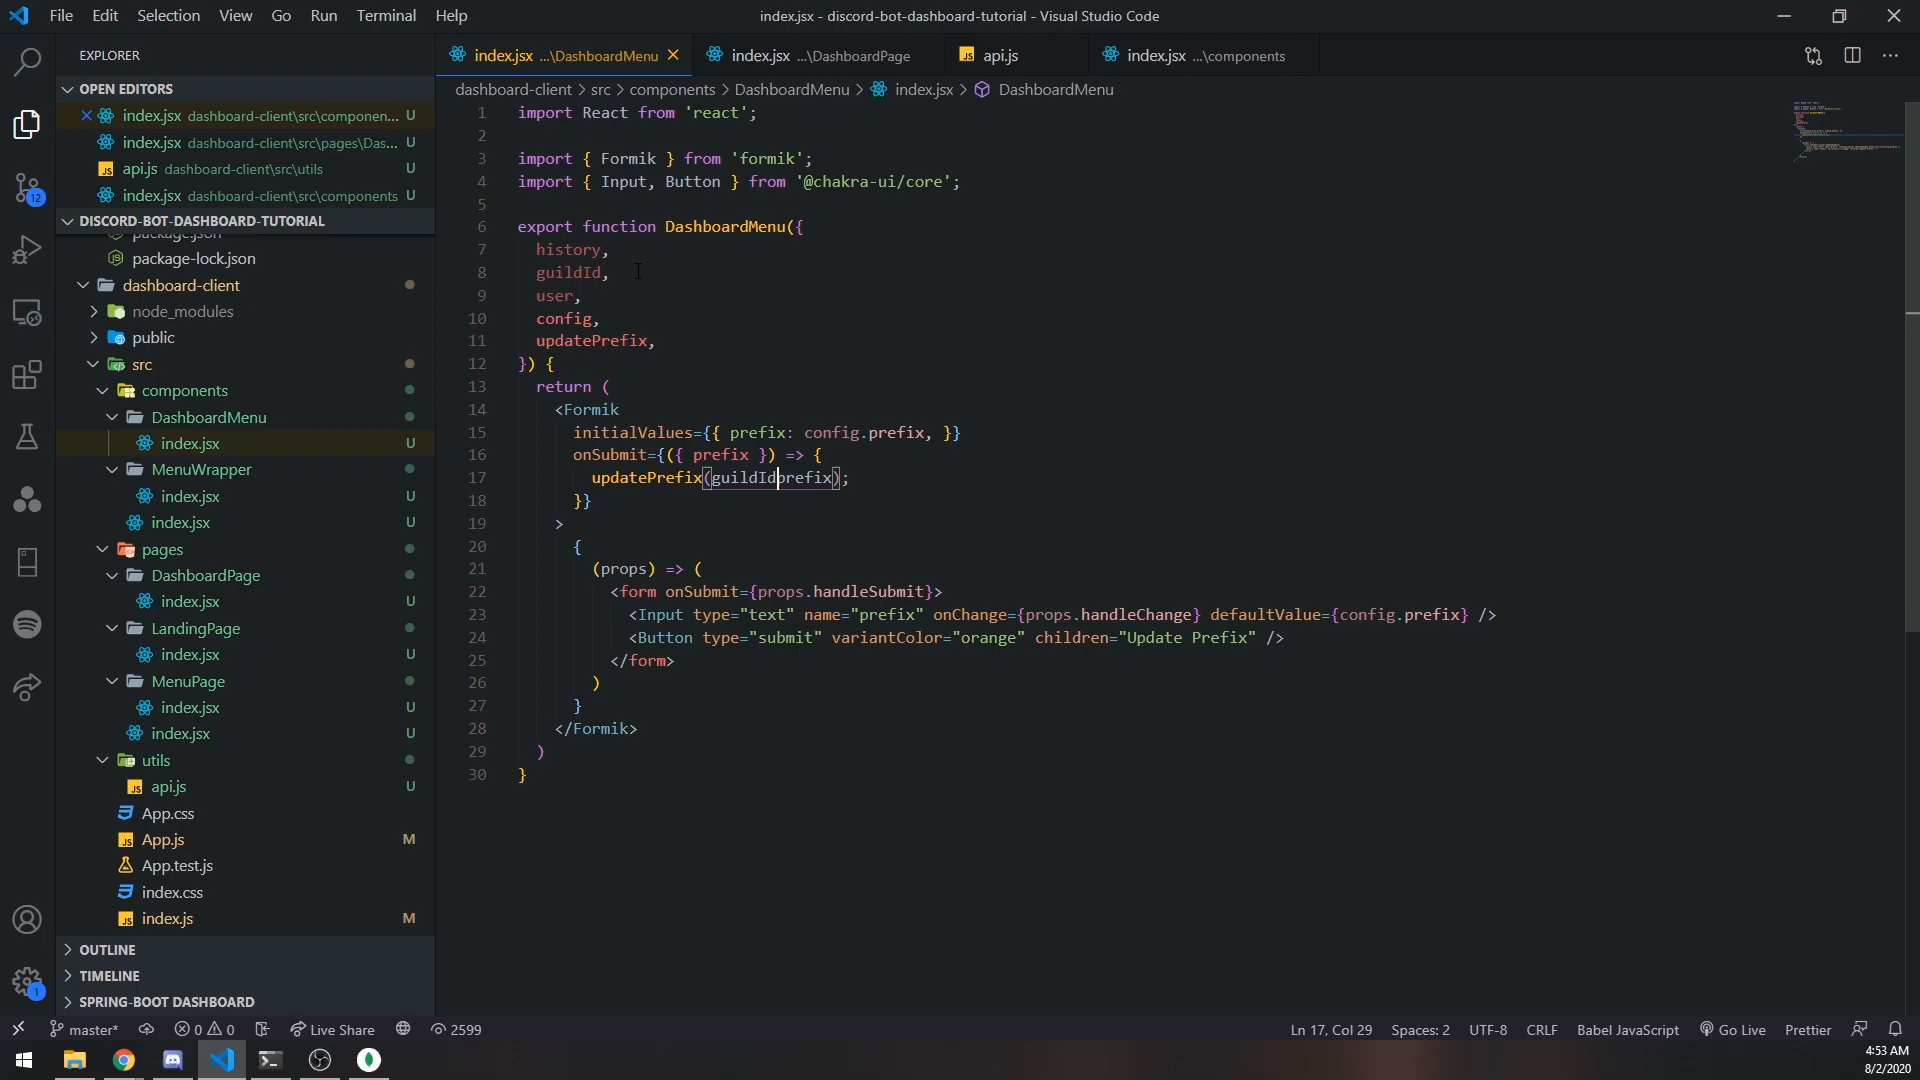 File Edit Selection View Go Run Terminal Help
index.jsx - discord-bot-dashboard-tutorial - Visual Studio Code
EXPLORER
OPEN EDITORS
index.jsx dashboard-client\src\componen... U
index.jsx dashboard-client\src\pages\Das... U
api.js dashboard-client\src\utils U
index.jsx dashboard-client\src\components U
DISCORD-BOT-DASHBOARD-TUTORIAL
package.json
package-lock.json
dashboard-client
node_modules
public
src
components
DashboardMenu
index.jsx U
MenuWrapper
index.jsx U
index.jsx U
pages
DashboardPage
index.jsx U
LandingPage
index.jsx U
MenuPage
index.jsx U
index.jsx U
utils
api.js U
App.css
App.js M
App.test.js
index.css
index.js M
OUTLINE
TIMELINE
SPRING-BOOT DASHBOARD
12
1
index.jsx ...\DashboardMenu index.jsx ...\DashboardPage api.js index.jsx ...\components
dashboard-client > src > components > DashboardMenu > index.jsx > DashboardMenu
1 import React from 'react';
2
3 import { Formik } from 'formik';
4 import { Input, Button } from '@chakra-ui/core';
5
6 export function DashboardMenu({
7 history,
8 guildId,
9 user,
10 config,
11 updatePrefix,
12 }) {
13 return (
14 <Formik
15 initialValues={{ prefix: config.prefix, }}
16 onSubmit={({ prefix }) => {
17 updatePrefix(guildIdprefix);
18 }}
19 >
20 {
21 (props) => (
22 <form onSubmit={props.handleSubmit}>
23 <Input type="text" name="prefix" onChange={props.handleChange} defaultValue={config.prefix} />
24 <Button type="submit" variantColor="orange" children="Update Prefix" />
25 </form>
26 )
27 }
28 </Formik>
29 )
30 }
master* 0 0 Live Share 2599
Ln 17, Col 29 Spaces: 2 UTF-8 CRLF Babel JavaScript Go Live Prettier
4:53 AM
8/2/2020